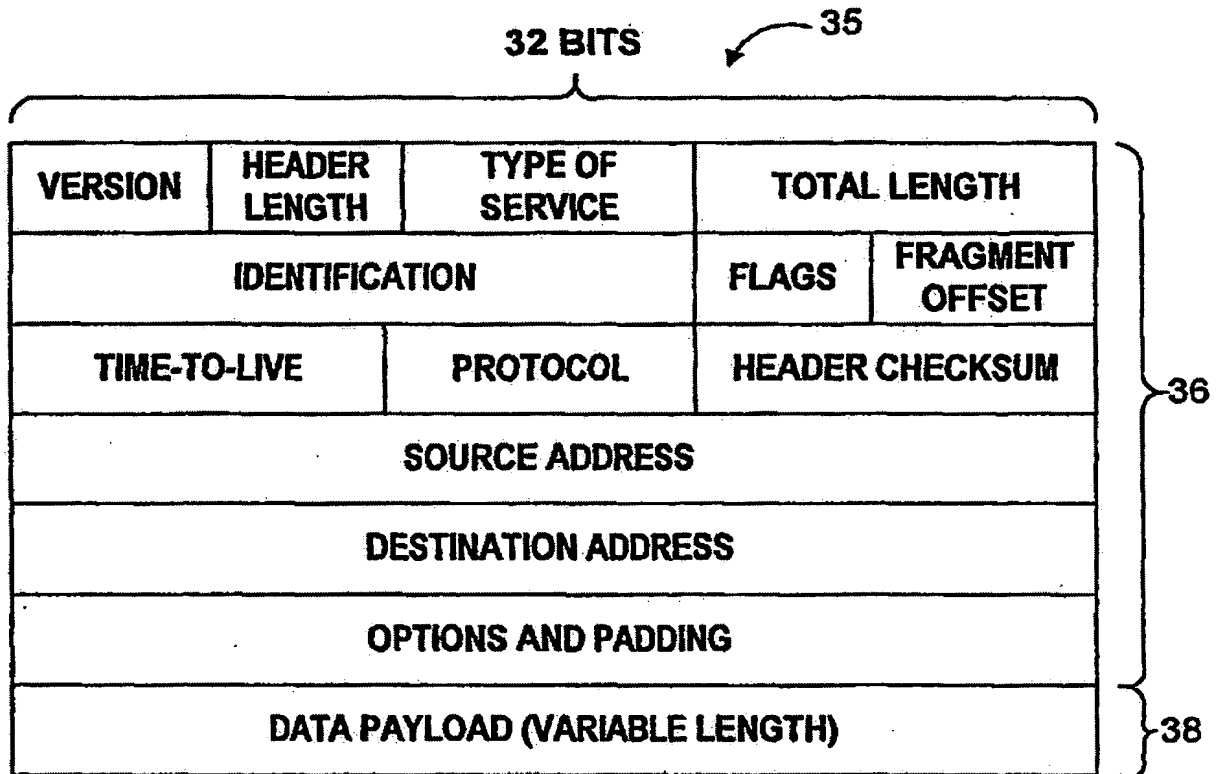 32 BITS
35
VERSION
HEADER
LENGTH
TYPE OF
SERVICE
TOTAL LENGTH
IDENTIFICATION
FLAGS
FRAGMENT
OFFSET
TIME-TO-LIVE
PROTOCOL
HEADER CHECKSUM
36
SOURCE ADDRESS
DESTINATION ADDRESS
OPTIONS AND PADDING
DATA PAYLOAD (VARIABLE LENGTH)
38